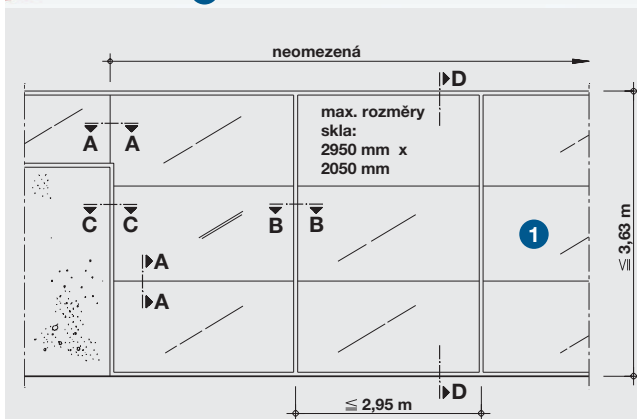 neomezená
D
max. rozměry
skla:
2950 mm x
2050 mm
A A
C C
B B
1
≦ 3,63 m
A
A
D
≦ 2,95 m